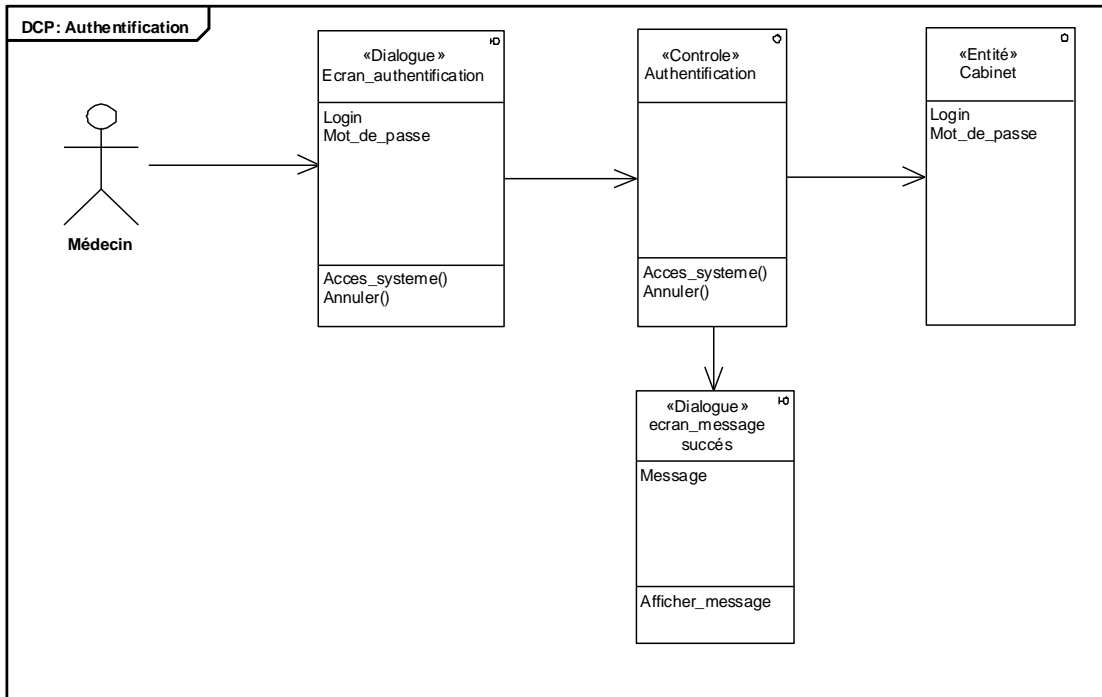 DCP: Authentification
«Dialogue»
Ecran_authentification
Login
Mot_de_passe
Acces_systeme()
Annuler()
«Controle»
Authentification
Acces_systeme()
Annuler()
«Entité»
Cabinet
Login
Mot_de_passe
Médecin
«Dialogue»
ecran_message
succés
Message
Afficher_message